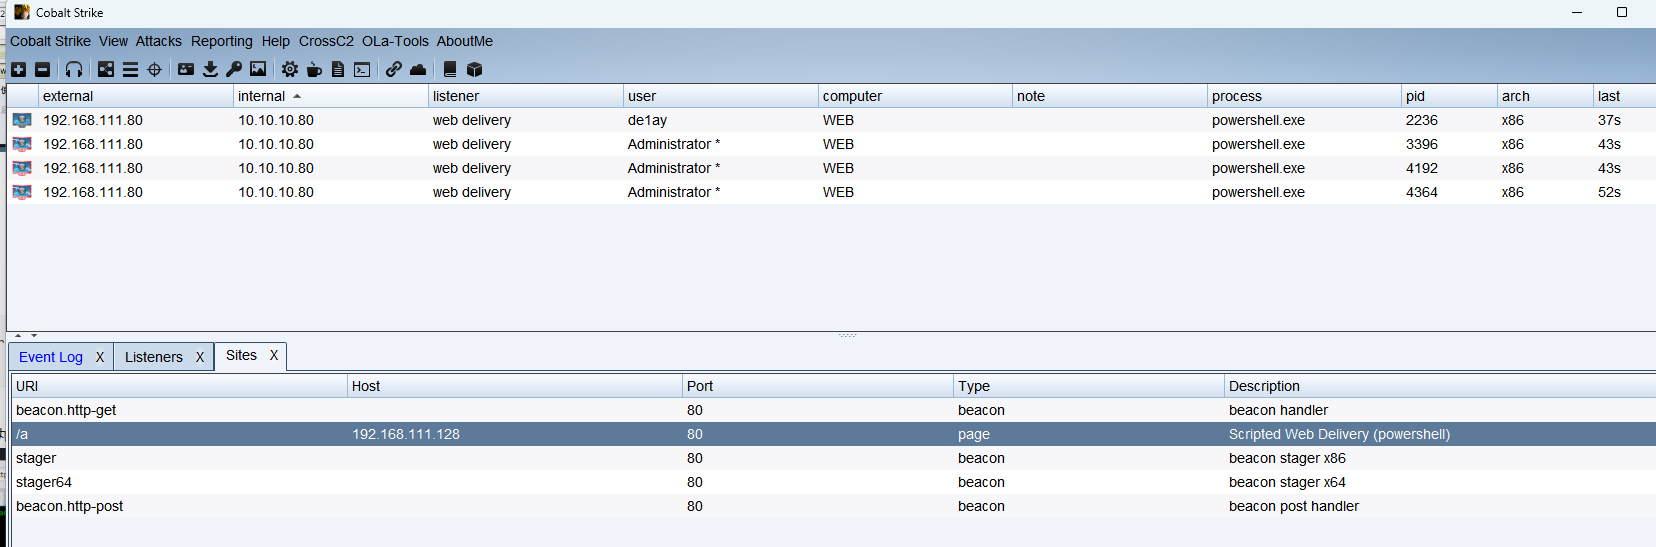 Cobalt Strike
Cobalt Strike View Attacks Reporting Help CrossC2 OLa-Tools AboutMe
external internal listener user computer note process pid arch last
192.168.111.80 10.10.10.80 web delivery de1ay WEB powershell.exe 2236 x86 37s
192.168.111.80 10.10.10.80 web delivery Administrator * WEB powershell.exe 3396 x86 43s
192.168.111.80 10.10.10.80 web delivery Administrator * WEB powershell.exe 4192 x86 43s
192.168.111.80 10.10.10.80 web delivery Administrator * WEB powershell.exe 4364 x86 52s
Event Log X Listeners X Sites X
URI Host Port Type Description
beacon.http-get 80 beacon beacon handler
/a 192.168.111.128 80 page Scripted Web Delivery (powershell)
stager 80 beacon beacon stager x86
stager64 80 beacon beacon stager x64
beacon.http-post 80 beacon beacon post handler